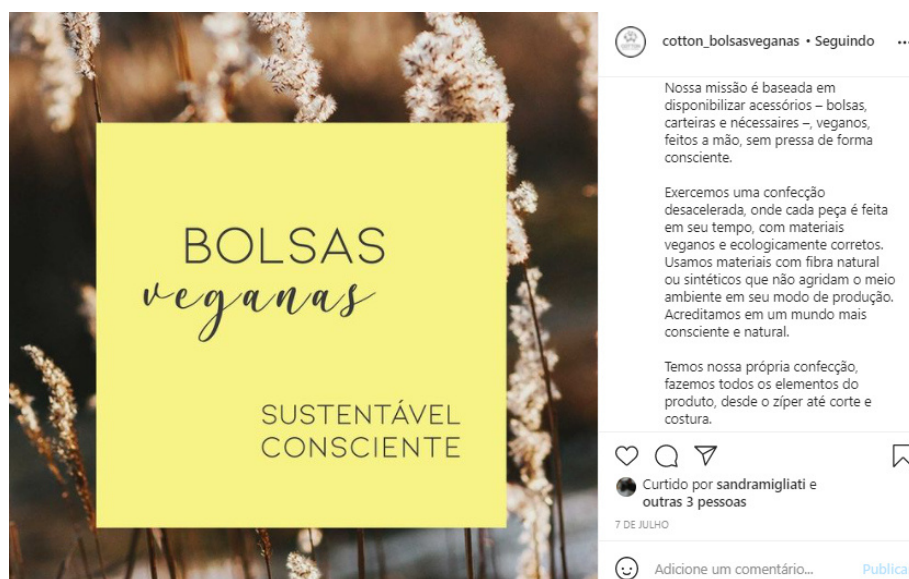 BOLSAS
veganas
SUSTENTÁVEL
CONSCIENTE
cotton_bolsasveganas • Seguindo ...
Nossa missão é baseada em
disponibilizar acessórios – bolsas,
carteiras e nécessaires –, veganos,
feitos a mão, sem pressa de forma
consciente.
Exercemos uma confecção
desacelerada, onde cada peça é feita
em seu tempo, com materiais
veganos e ecologicamente corretos.
Usamos materiais com fibra natural
ou sintéticos que não agridam o meio
ambiente em seu modo de produção.
Acreditamos em um mundo mais
consciente e natural.
Temos nossa própria confecção,
fazemos todos os elementos do
produto, desde o zíper até corte e
costura.
Curtido por sandramigliati e
outras 3 pessoas
7 DE JULHO
Adicione um comentário... Publica